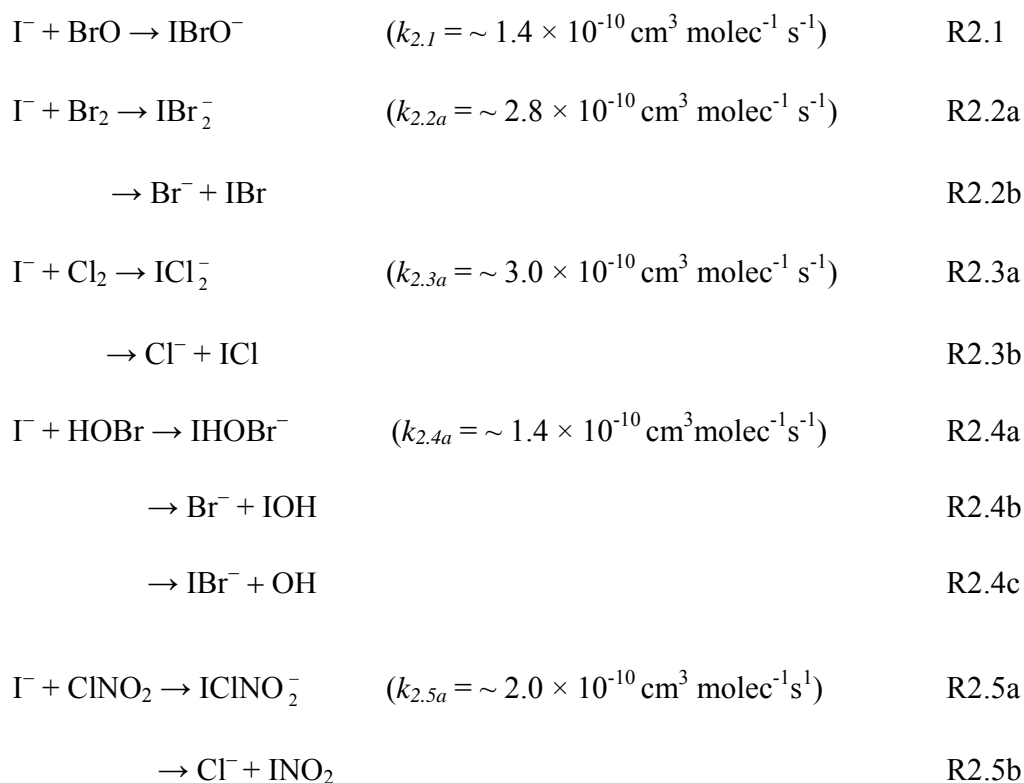 I⁻ + BrO → IBrO⁻ (k₂.₁ = ~ 1.4 × 10⁻¹⁰ cm³ molec⁻¹ s⁻¹) R2.1
I⁻ + Br₂ → IBr₂⁻ (k₂.₂ₐ = ~ 2.8 × 10⁻¹⁰ cm³ molec⁻¹ s⁻¹) R2.2a
→ Br⁻ + IBr R2.2b
I⁻ + Cl₂ → ICl₂⁻ (k₂.₃ₐ = ~ 3.0 × 10⁻¹⁰ cm³ molec⁻¹ s⁻¹) R2.3a
→ Cl⁻ + ICl R2.3b
I⁻ + HOBr → IHOBr⁻ (k₂.₄ₐ = ~ 1.4 × 10⁻¹⁰ cm³molec⁻¹s⁻¹) R2.4a
→ Br⁻ + IOH R2.4b
→ IBr⁻ + OH R2.4c
I⁻ + ClNO₂ → IClNO₂⁻ (k₂.₅ₐ = ~ 2.0 × 10⁻¹⁰ cm³ molec⁻¹s¹) R2.5a
→ Cl⁻ + INO₂ R2.5b